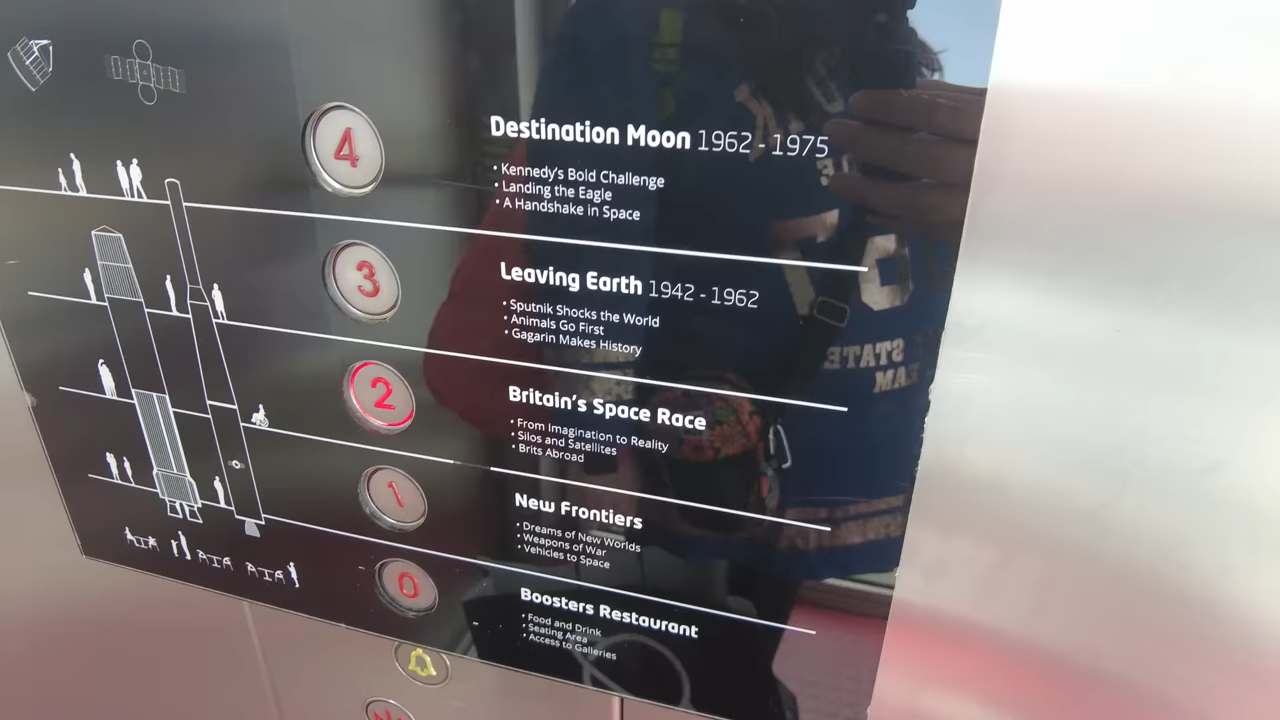 4
Destination Moon 1962 - 1975
• Kennedy's Bold Challenge
• Landing the Eagle
• A Handshake in Space
3
Leaving Earth 1942 - 1962
• Sputnik Shocks the World
• Animals Go First
• Gagarin Makes History
2
Britain's Space Race
• From Imagination to Reality
• Silos and Satellites
• Brits Abroad
1
New Frontiers
• Dreams of New Worlds
• Weapons of War
• Vehicles to Space
0
Boosters Restaurant
• Food and Drink
• Seating Area
• Access to Galleries
STATE